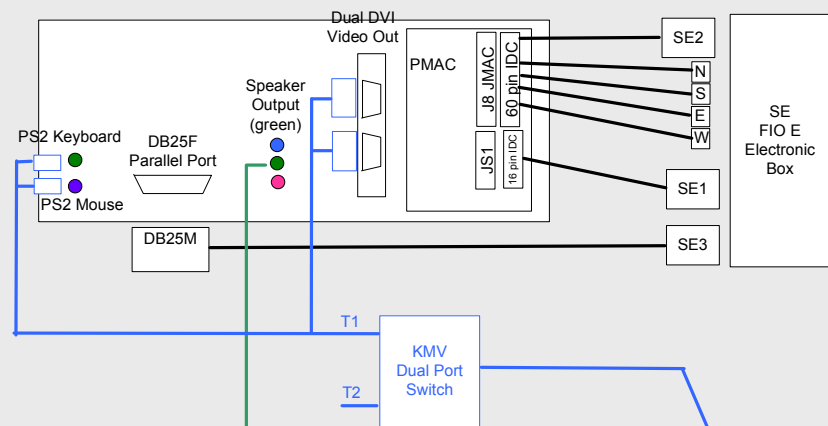 Dual DVI
Video Out
PMAC
J8 JMAC
60 pin IDC
SE2
N
S
E
W
SE
FIO E
Electronic
Box
Speaker
Output
(green)
PS2 Keyboard
DB25F
Parallel Port
PS2 Mouse
JS1
16 pin IDC
SE1
DB25M
SE3
T1
KMV
Dual Port
Switch
T2